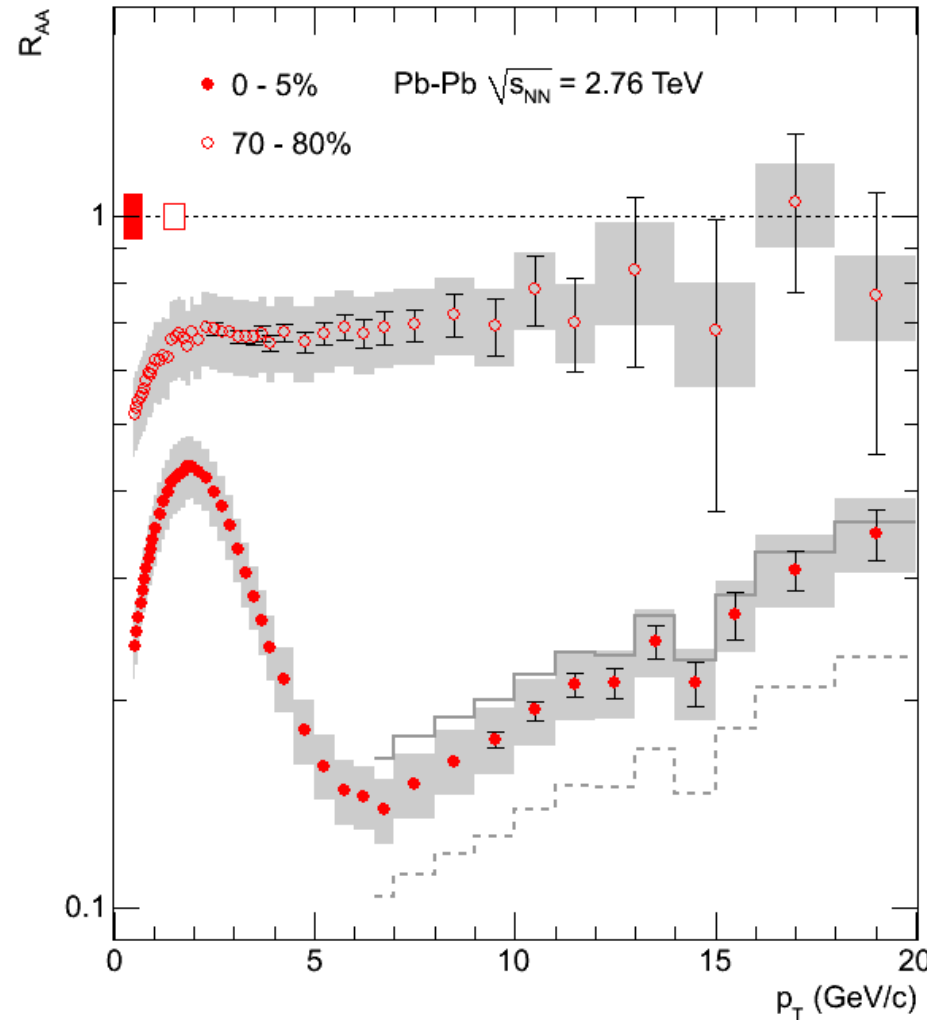 R_AA
0 - 5% Pb-Pb √s_NN = 2.76 TeV
70 - 80%
1
0.1
0 5 10 15 20
p_T (GeV/c)